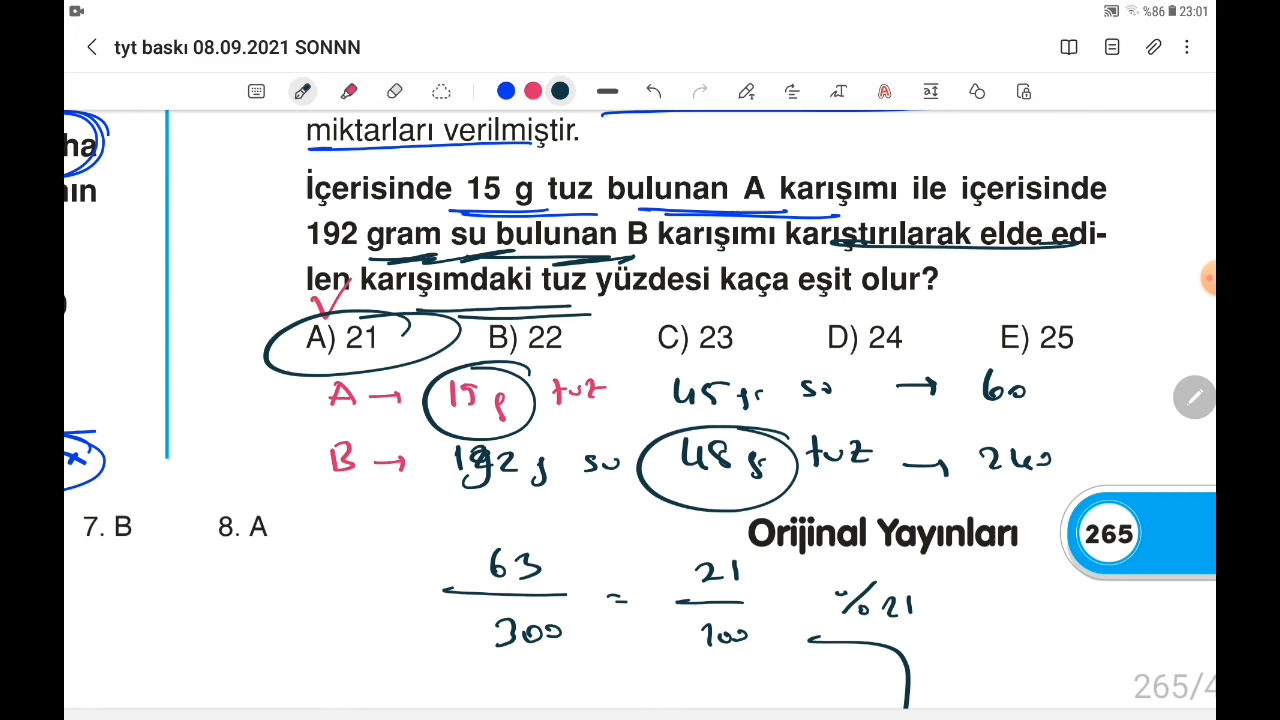 %86 23:01
tyt baskı 08.09.2021 SONNN
ha
miktarları verilmiştir.
ın
İçerisinde 15 g tuz bulunan A karışımı ile içerisinde
192 gram su bulunan B karışımı karıştırılarak elde edi-
len karışımdaki tuz yüzdesi kaça eşit olur?
A) 21 B) 22 C) 23 D) 24 E) 25
A → 15 g tuz 45 gr su → 60
B → 192 g su 48 g tuz → 240
7. B 8. A
Orijinal Yayınları 265
63 / 300 = 21 / 100 %21
265/4